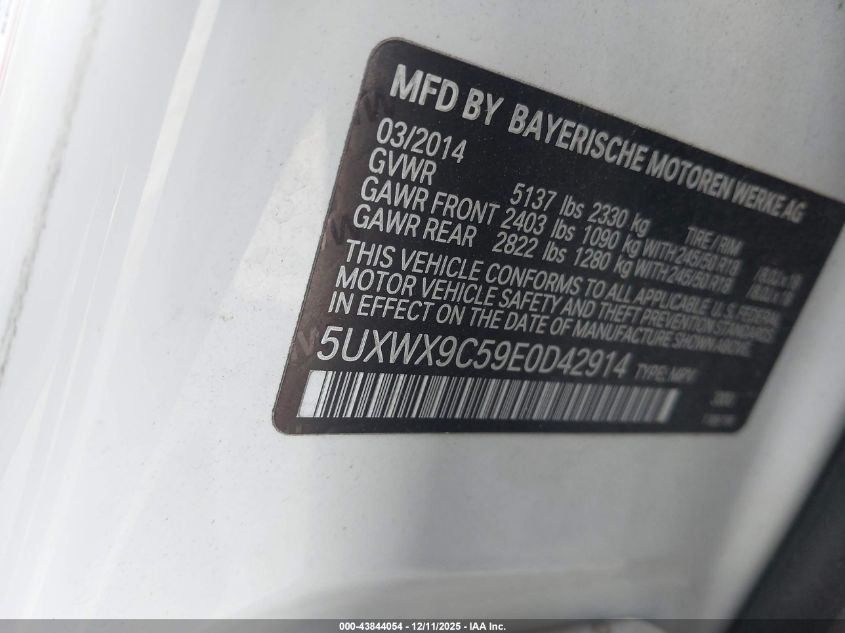 MFD BY BAYERISCHE MOTOREN WERKE AG
03/2014
GVWR 5137 lbs 2330 kg TIRE / RIM
GAWR FRONT 2403 lbs 1090 kg WITH 245/50 R18
GAWR REAR 2822 lbs 1280 kg WITH 245/50 R18
THIS VEHICLE CONFORMS TO ALL APPLICABLE U.S. FEDERAL
MOTOR VEHICLE SAFETY AND THEFT PREVENTION STANDARDS
IN EFFECT ON THE DATE OF MANUFACTURE SHOWN ABOVE.
5UXWX9C59E0D42914 TYPE: MPV
000-43844054 - 12/11/2025 - IAA Inc.